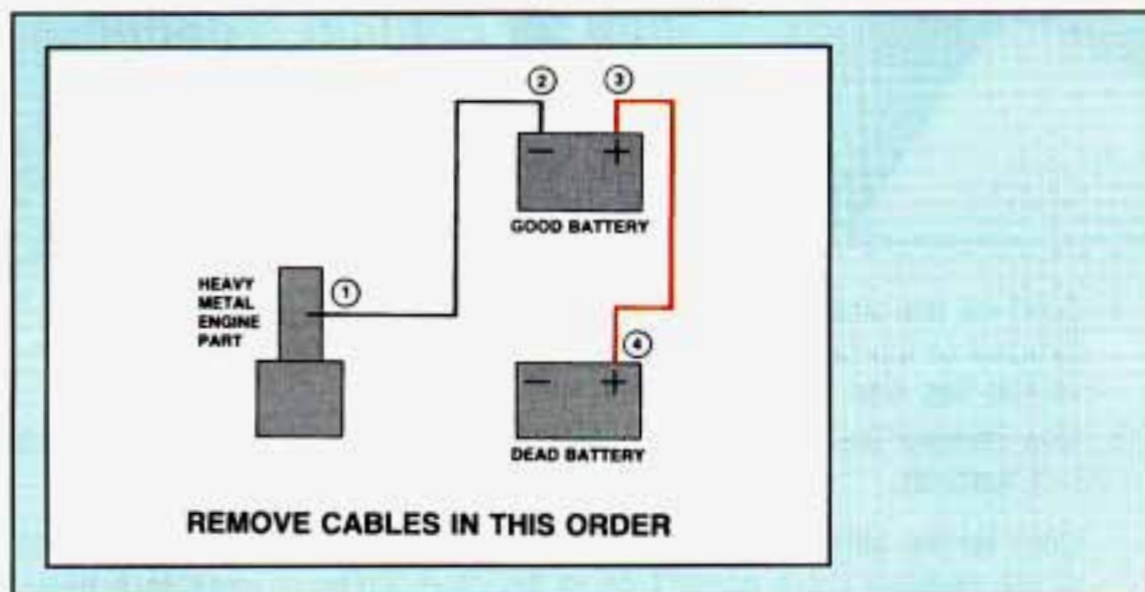 2
3
−
+
GOOD BATTERY
HEAVY
METAL
ENGINE
PART
1
4
−
+
DEAD BATTERY
REMOVE CABLES IN THIS ORDER